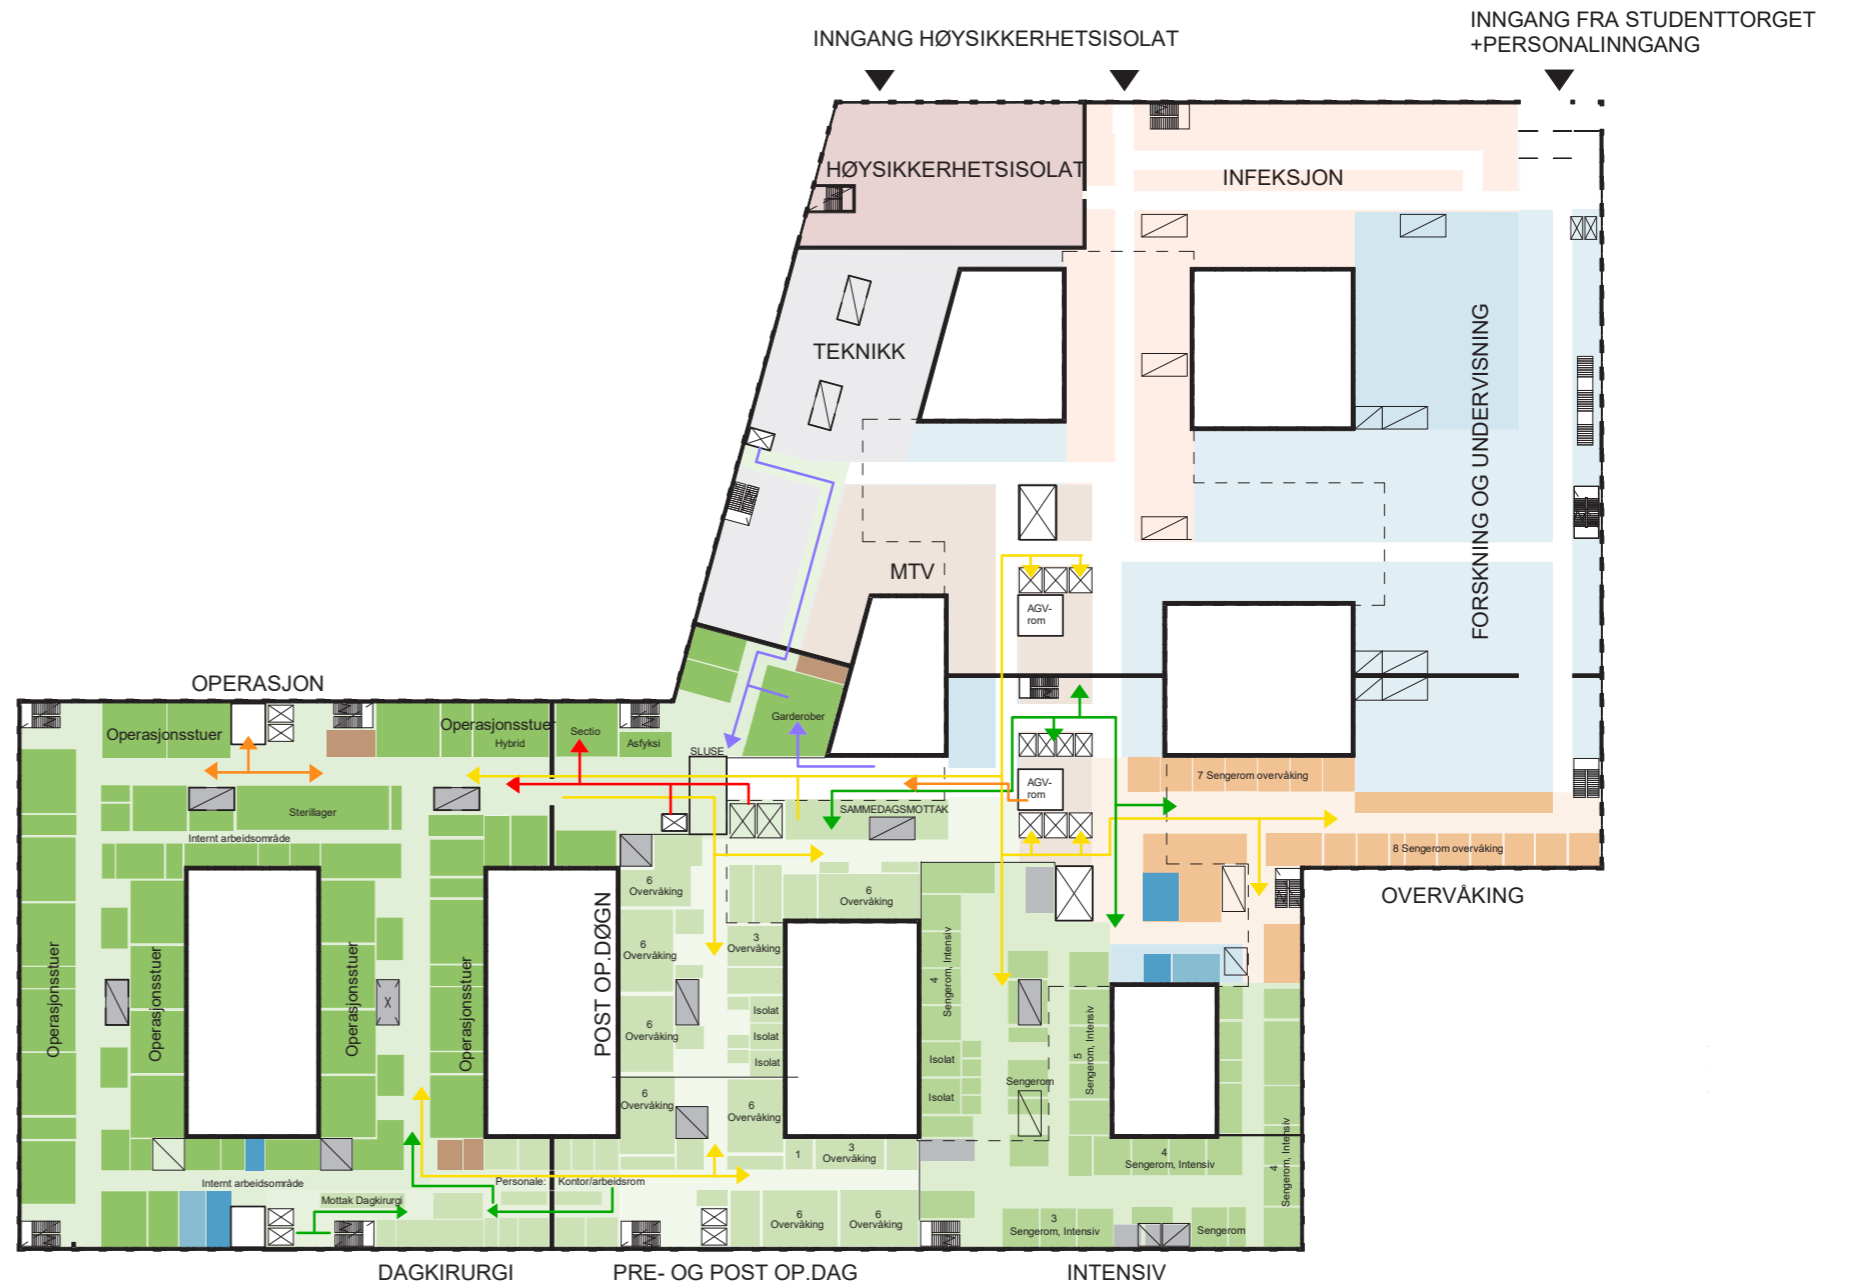 INNGANG FRA STUDENTTORGET
+PERSONALINNGANG
INNGANG HØYSIKKERHETSISOLAT
HØYSIKKERHETSISOLAT
INFEKSJON
TEKNIKK
FORSKNING OG UNDERVISNING
MTV
AGV-
rom
OPERASJON
Operasjonsstuer
Operasjonsstuer
Hybrid
Sectio
Asfyksi
Garderober
SLUSE
AGV-
rom
7 Sengerom overvåking
SAMMEDAGSMOTTAK
Sterillager
Internt arbeidsområde
8 Sengerom overvåking
OVERVÅKING
6
Overvåking
6
Overvåking
POST OP.DØGN
6
Overvåking
3
Overvåking
4
Sengerom, Intensiv
Operasjonsstuer
Operasjonsstuer
Operasjonsstuer
X
Operasjonsstuer
Isolat
Isolat
Isolat
6
Overvåking
5
Sengerom, Intensiv
Isolat
Isolat
Sengerom
6
Overvåking
6
Overvåking
1
3
Overvåking
4
Sengerom, Intensiv
4
Sengerom, Intensiv
Internt arbeidsområde
Personale:
Kontor/arbeidsrom
Mottak Dagkirurgi
6
Overvåking
6
Overvåking
3
Sengerom, Intensiv
Sengerom
DAGKIRURGI
PRE- OG POST OP.DAG
INTENSIV